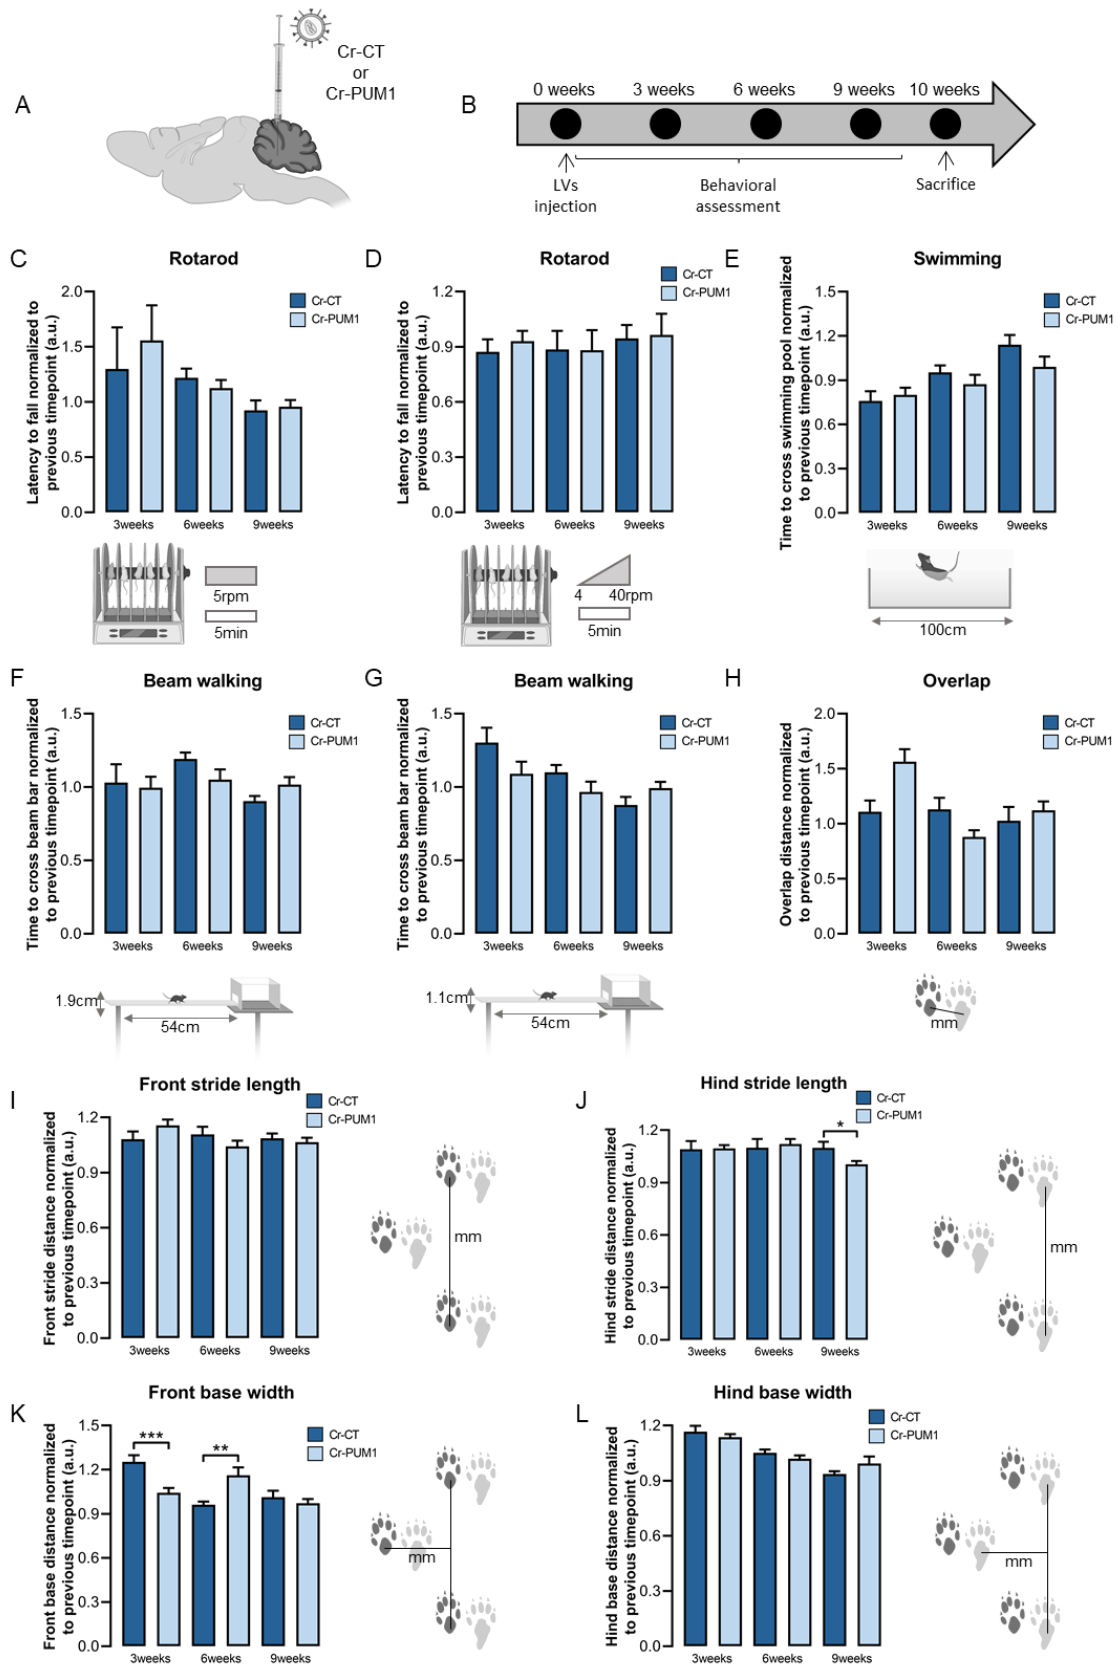 A
Cr-CT
or
Cr-PUM1
B
0 weeks
3 weeks
6 weeks
9 weeks
10 weeks
LVs
injection
Behavioral
assessment
Sacrifice
C
Rotarod
Latency to fall normalized to
previous timepoint (a.u.)
2.0
1.5
1.0
0.5
0.0
Cr-CT
Cr-PUM1
3weeks
6weeks
9weeks
5rpm
5min
D
Rotarod
Latency to fall normalized to
previous timepoint (a.u.)
1.2
0.9
0.6
0.3
0.0
Cr-CT
Cr-PUM1
3weeks
6weeks
9weeks
4
40rpm
5min
E
Swimming
Time to cross swimming pool normalized
to previous timepoint (a.u.)
1.5
1.2
0.9
0.6
0.3
0.0
Cr-CT
Cr-PUM1
3weeks
6weeks
9weeks
100cm
F
Beam walking
Time to cross beam bar normalized
to previous timepoint (a.u.)
1.5
1.0
0.5
0.0
Cr-CT
Cr-PUM1
3weeks
6weeks
9weeks
1.9cm
54cm
G
Beam walking
Time to cross beam bar normalized
to previous timepoint (a.u.)
1.5
1.0
0.5
0.0
Cr-CT
Cr-PUM1
3weeks
6weeks
9weeks
1.1cm
54cm
H
Overlap
Overlap distance normalized
to previous timepoint (a.u.)
2.0
1.5
1.0
0.5
0.0
Cr-CT
Cr-PUM1
3weeks
6weeks
9weeks
mm
I
Front stride length
Front stride distance normalized
to previous timepoint (a.u.)
1.2
0.9
0.6
0.3
0.0
Cr-CT
Cr-PUM1
3weeks
6weeks
9weeks
mm
J
Hind stride length
Hind stride distance normalized
to previous timepoint (a.u.)
1.2
0.9
0.6
0.3
0.0
Cr-CT
Cr-PUM1
*
3weeks
6weeks
9weeks
mm
K
Front base width
Front base distance normalized
to previous timepoint (a.u.)
1.5
1.2
0.9
0.6
0.3
0.0
***
**
Cr-CT
Cr-PUM1
3weeks
6weeks
9weeks
mm
L
Hind base width
Hind base distance normalized
to previous timepoint (a.u.)
1.2
0.9
0.6
0.3
0.0
Cr-CT
Cr-PUM1
3weeks
6weeks
9weeks
mm